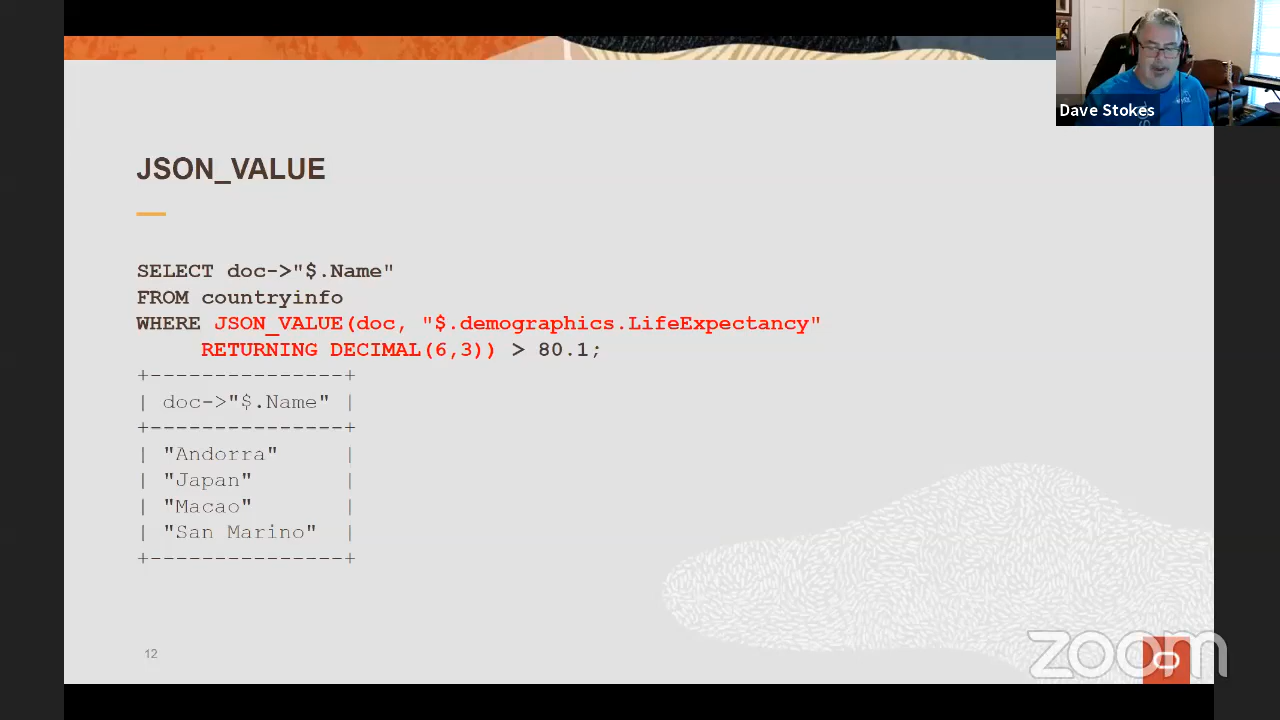 Dave Stokes
JSON_VALUE
SELECT doc->"$.Name"
FROM countryinfo
WHERE JSON_VALUE(doc, "$.demographics.LifeExpectancy"
RETURNING DECIMAL(6,3)) > 80.1;
+---------------+
| doc->"$.Name" |
+---------------+
| "Andorra"     |
| "Japan"       |
| "Macao"       |
| "San Marino"  |
+---------------+
12
zoom